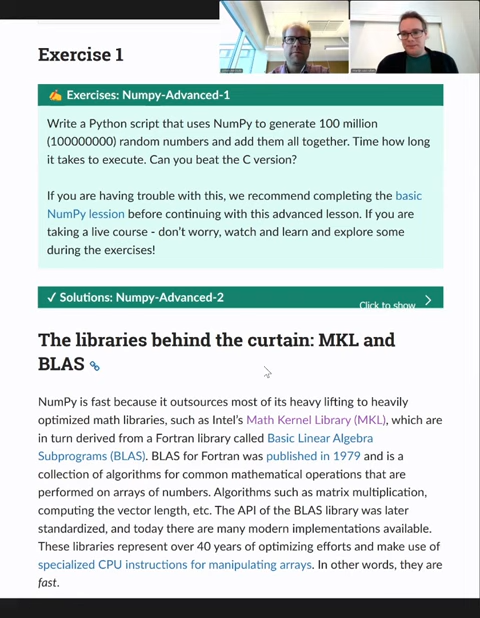 Exercise 1
✍️ Exercises: Numpy-Advanced-1
Write a Python script that uses NumPy to generate 100 million
(100000000) random numbers and add them all together. Time how long
it takes to execute. Can you beat the C version?
If you are having trouble with this, we recommend completing the basic
NumPy lession before continuing with this advanced lesson. If you are
taking a live course - don’t worry, watch and learn and explore some
during the exercises!
✓ Solutions: Numpy-Advanced-2
Click to show
The libraries behind the curtain: MKL and
BLAS
NumPy is fast because it outsources most of its heavy lifting to heavily
optimized math libraries, such as Intel’s Math Kernel Library (MKL), which are
in turn derived from a Fortran library called Basic Linear Algebra
Subprograms (BLAS). BLAS for Fortran was published in 1979 and is a
collection of algorithms for common mathematical operations that are
performed on arrays of numbers. Algorithms such as matrix multiplication,
computing the vector length, etc. The API of the BLAS library was later
standardized, and today there are many modern implementations available.
These libraries represent over 40 years of optimizing efforts and make use of
specialized CPU instructions for manipulating arrays. In other words, they are
fast.